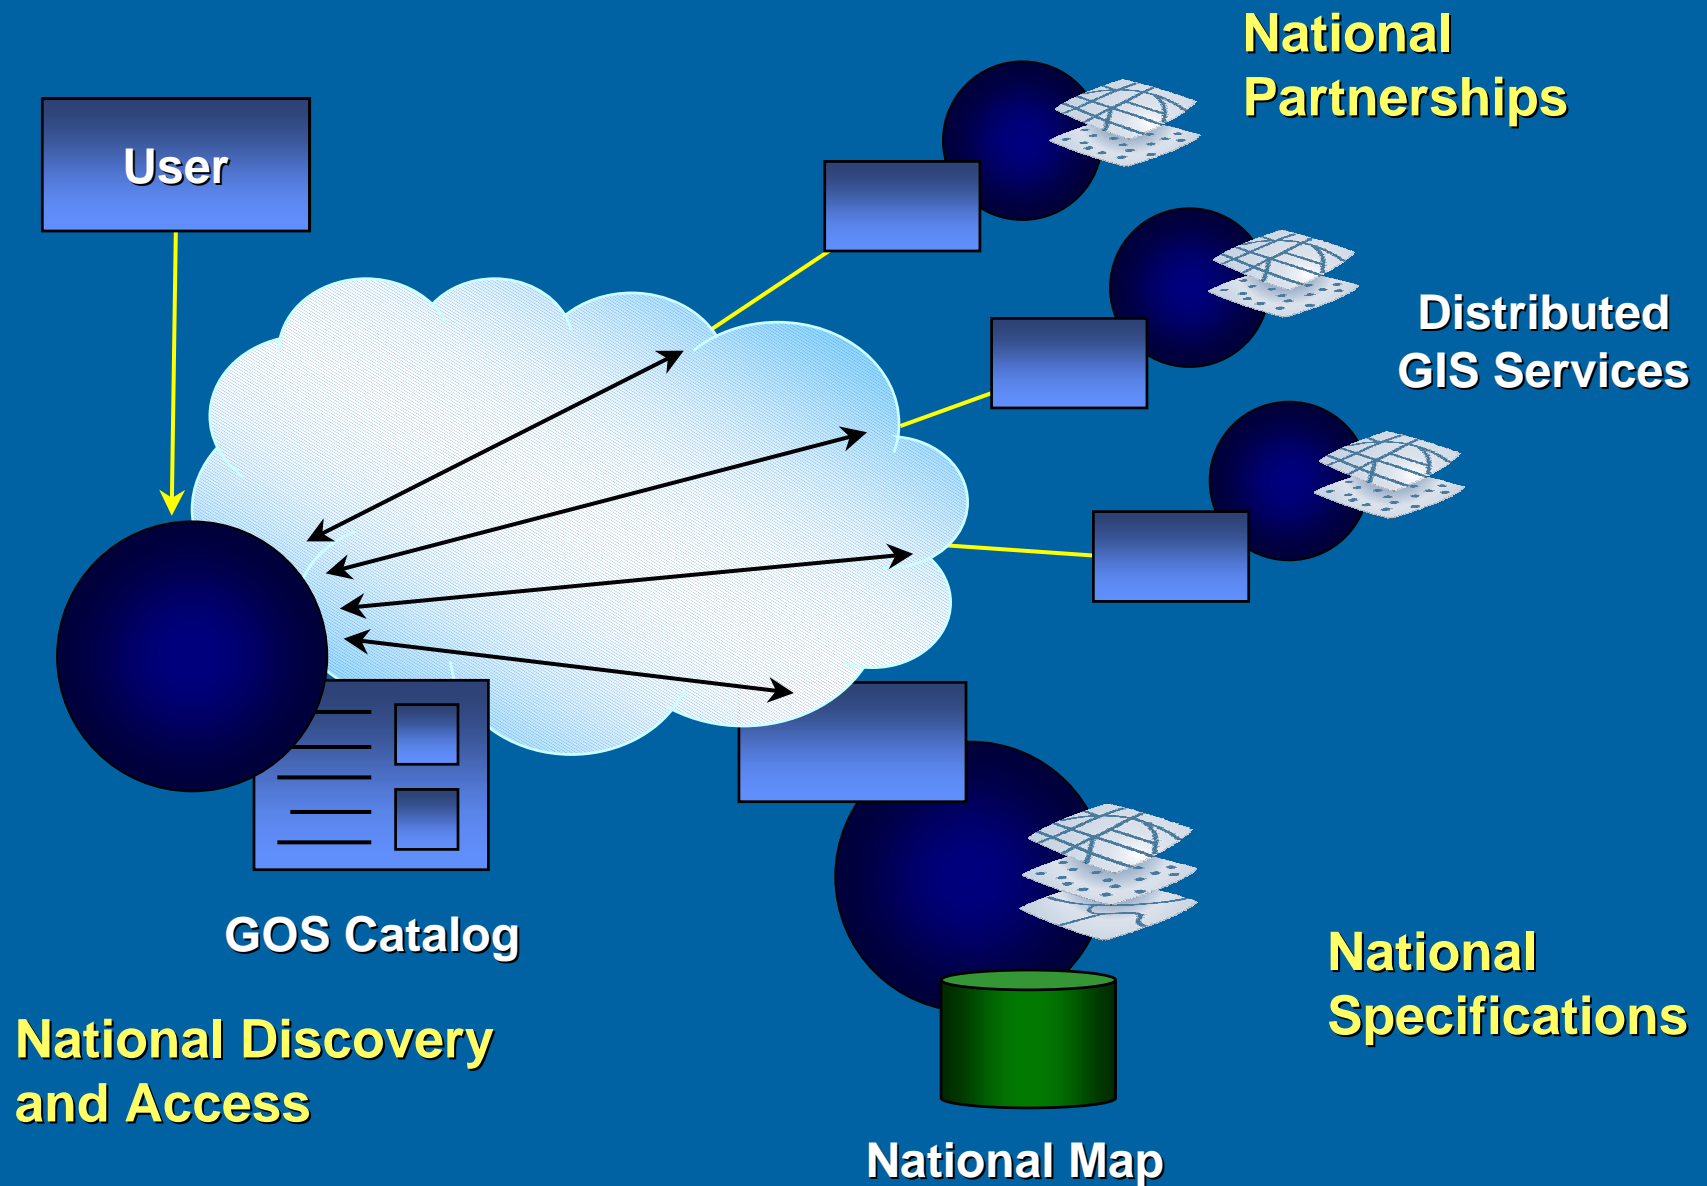 National
Partnerships
User
Distributed
GIS Services
GOS Catalog
National
Specifications
National Discovery
and Access
National Map